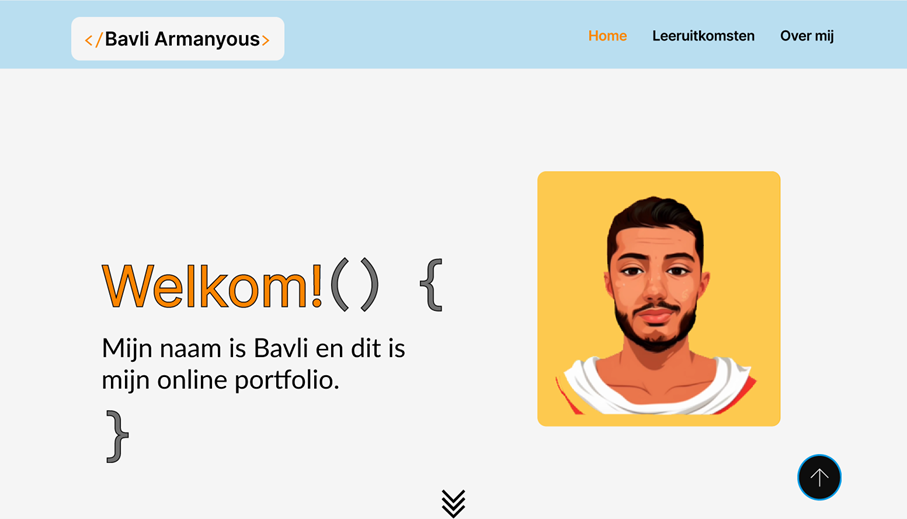 </Bavli Armanyous>
Home Leeruitkomsten Over mij
Welkom!() {
Mijn naam is Bavli en dit is
mijn online portfolio.
}